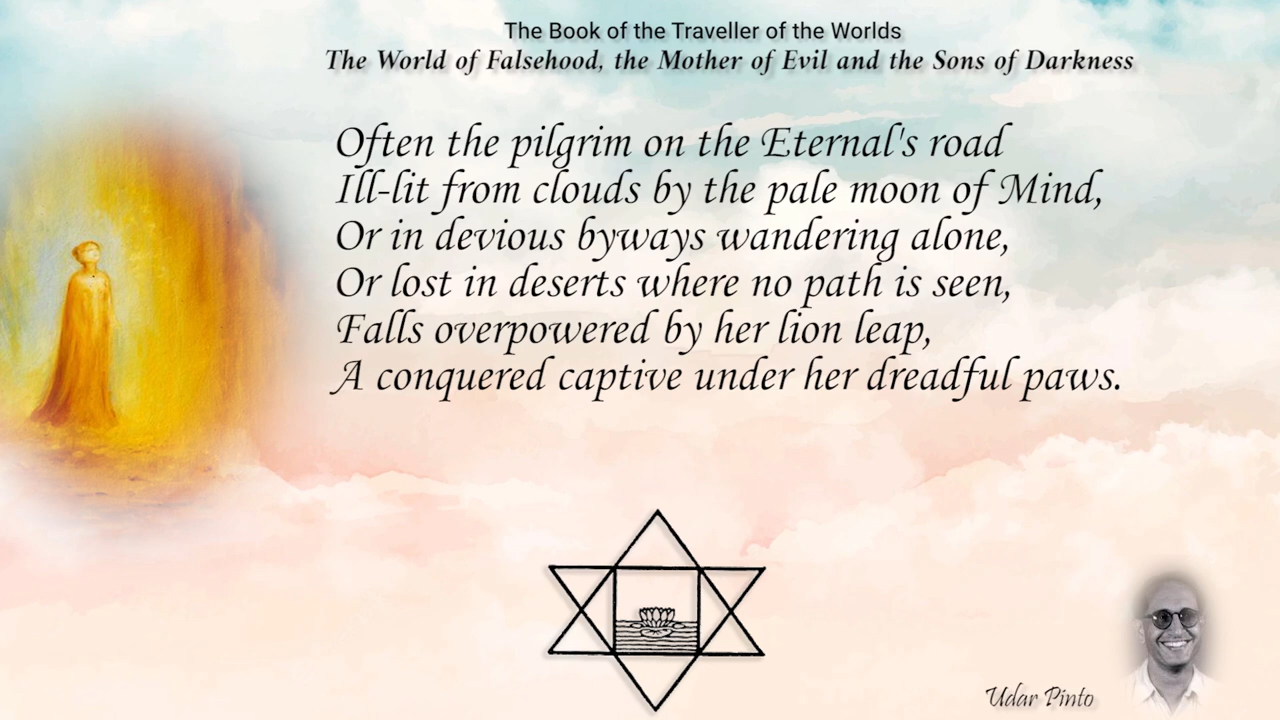 The Book of the Traveller of the Worlds
The World of Falsehood, the Mother of Evil and the Sons of Darkness
Often the pilgrim on the Eternal's road
Ill-lit from clouds by the pale moon of Mind,
Or in devious byways wandering alone,
Or lost in deserts where no path is seen,
Falls overpowered by her lion leap,
A conquered captive under her dreadful paws.
Udar Pinto